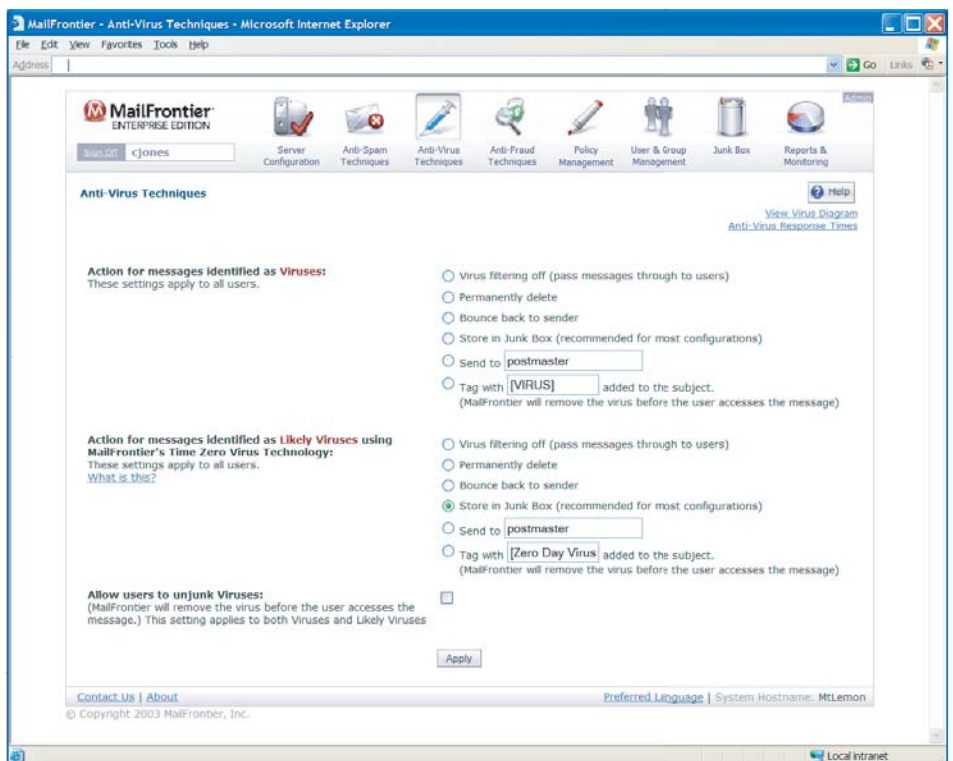 MailFrontier - Anti-Virus Techniques - Microsoft Internet Explorer
File Edit View Favorites Tools Help
Address Go Links
MailFrontier
ENTERPRISE EDITION
Admin
Sign Off cjones
Server Configuration
Anti-Spam Techniques
Anti-Virus Techniques
Anti-Fraud Techniques
Policy Management
User & Group Management
Junk Box
Reports & Monitoring
Anti-Virus Techniques
Help
View Virus Diagram
Anti-Virus Response Times
Action for messages identified as Viruses:
These settings apply to all users.
Virus filtering off (pass messages through to users)
Permanently delete
Bounce back to sender
Store in Junk Box (recommended for most configurations)
Send to postmaster
Tag with [VIRUS] added to the subject.
(MailFrontier will remove the virus before the user accesses the message)
Action for messages identified as Likely Viruses using
MailFrontier's Time Zero Virus Technology:
These settings apply to all users.
What is this?
Virus filtering off (pass messages through to users)
Permanently delete
Bounce back to sender
Store in Junk Box (recommended for most configurations)
Send to postmaster
Tag with [Zero Day Virus added to the subject.
(MailFrontier will remove the virus before the user accesses the message)
Allow users to unjunk Viruses:
(MailFrontier will remove the virus before the user accesses the
message.) This setting applies to both Viruses and Likely Viruses
Apply
Contact Us | About
Preferred Language | System Hostname: MtLemon
© Copyright 2003 MailFrontier, Inc.
Local intranet